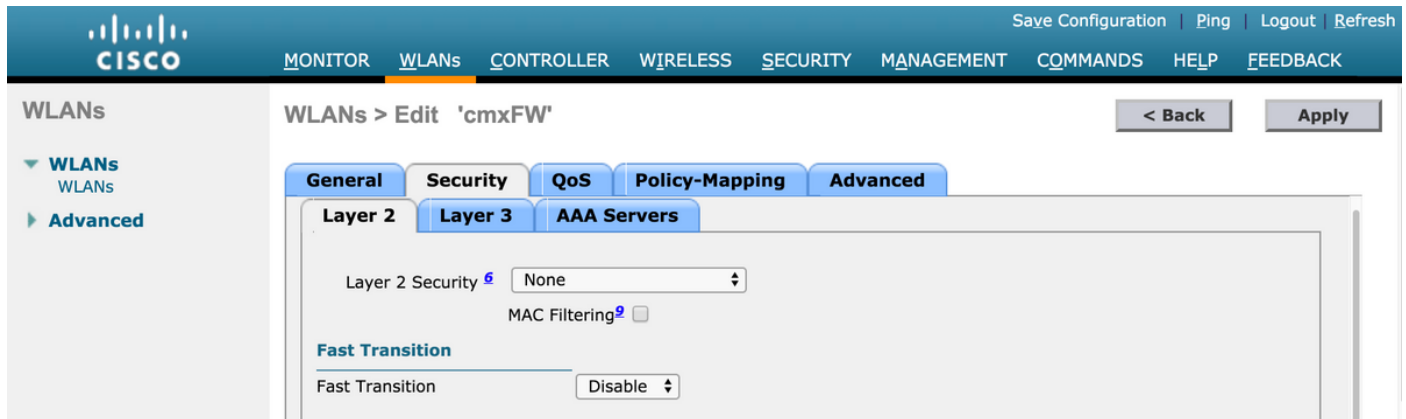 Save Configuration | Ping | Logout | Refresh
CISCO MONITOR WLANs CONTROLLER WIRELESS SECURITY MANAGEMENT COMMANDS HELP FEEDBACK
WLANs
WLANs > Edit 'cmxFW' < Back Apply
WLANs
WLANs
Advanced
General Security QoS Policy-Mapping Advanced
Layer 2 Layer 3 AAA Servers
Layer 2 Security 6 None
MAC Filtering9
Fast Transition
Fast Transition Disable